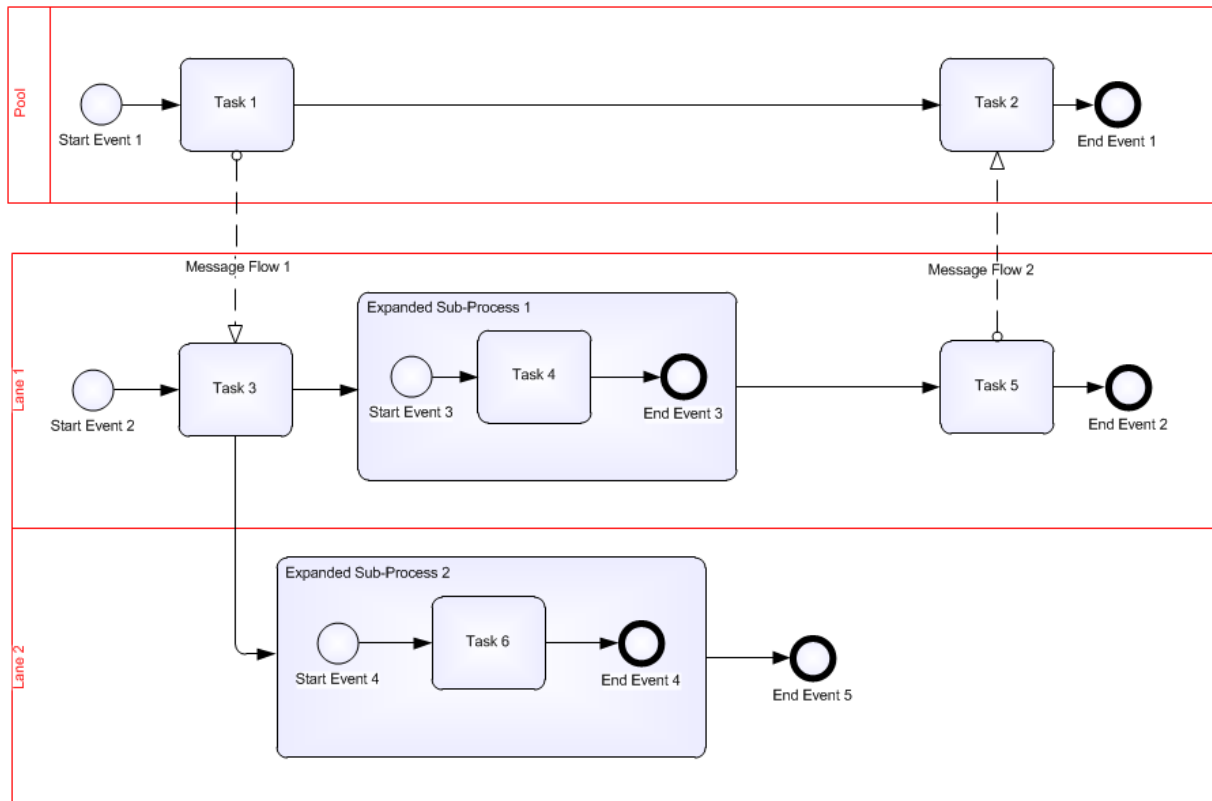 Pool
Start Event 1
Task 1
Task 2
End Event 1
Message Flow 1
Message Flow 2
Lane 1
Start Event 2
Task 3
Expanded Sub-Process 1
Start Event 3
Task 4
End Event 3
Task 5
End Event 2
Lane 2
Expanded Sub-Process 2
Start Event 4
Task 6
End Event 4
End Event 5